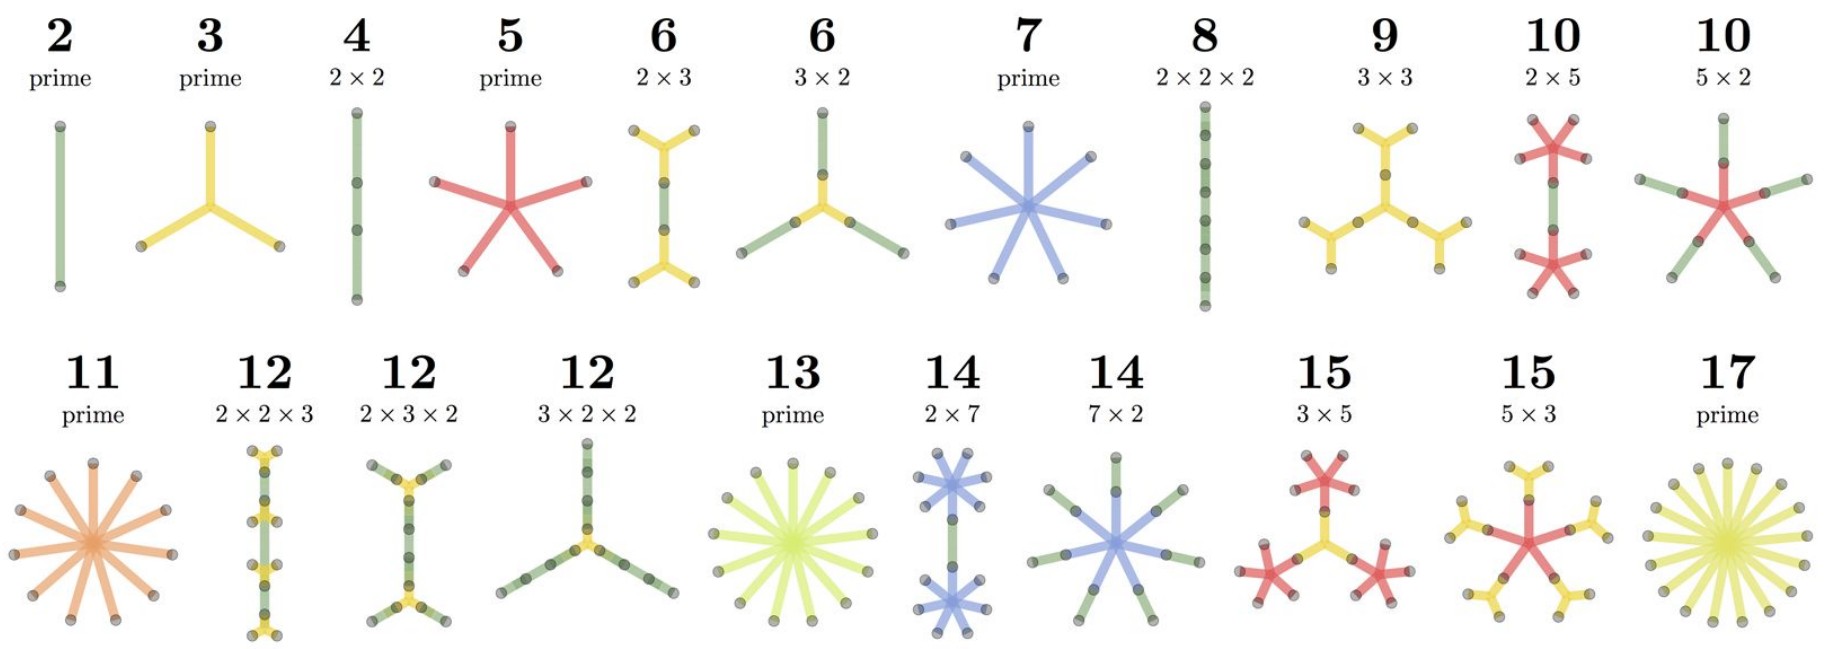 2 3 4 5 6 6 7 8 9 10 10
prime prime 2 × 2 prime 2 × 3 3 × 2 prime 2 × 2 × 2 3 × 3 2 × 5 5 × 2
11 12 12 12 13 14 14 15 15 17
prime 2 × 2 × 3 2 × 3 × 2 3 × 2 × 2 prime 2 × 7 7 × 2 3 × 5 5 × 3 prime